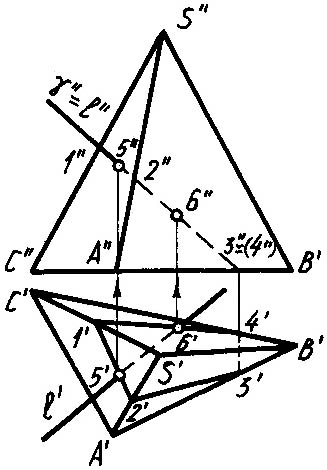 S"
γ"=l"
1"
5"
2"
6"
3"≡(4")
C" A" B'
C'
1' 4'
6' B'
5' S'
3'
l' 2'
A'